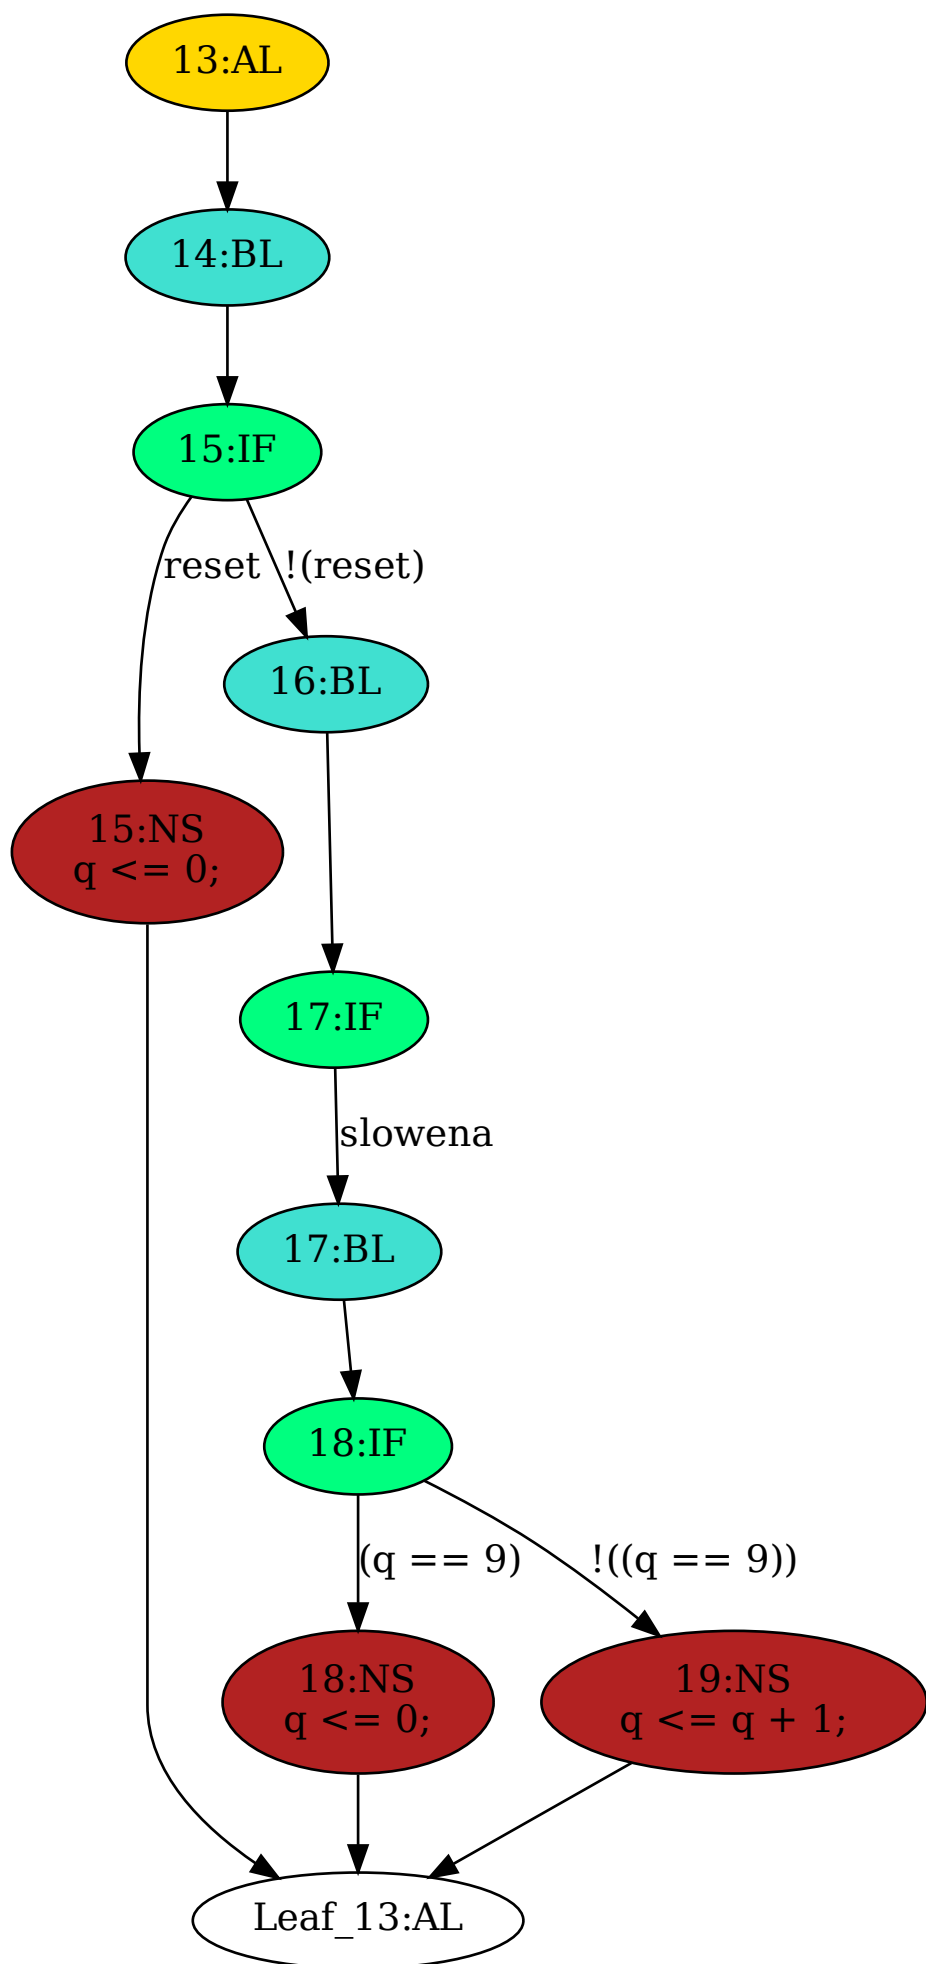 13:AL
14:BL
15:IF
reset
!(reset)
16:BL
15:NS
q <= 0;
17:IF
slowena
17:BL
18:IF
(q == 9)
!((q == 9))
18:NS
q <= 0;
19:NS
q <= q + 1;
Leaf_13:AL